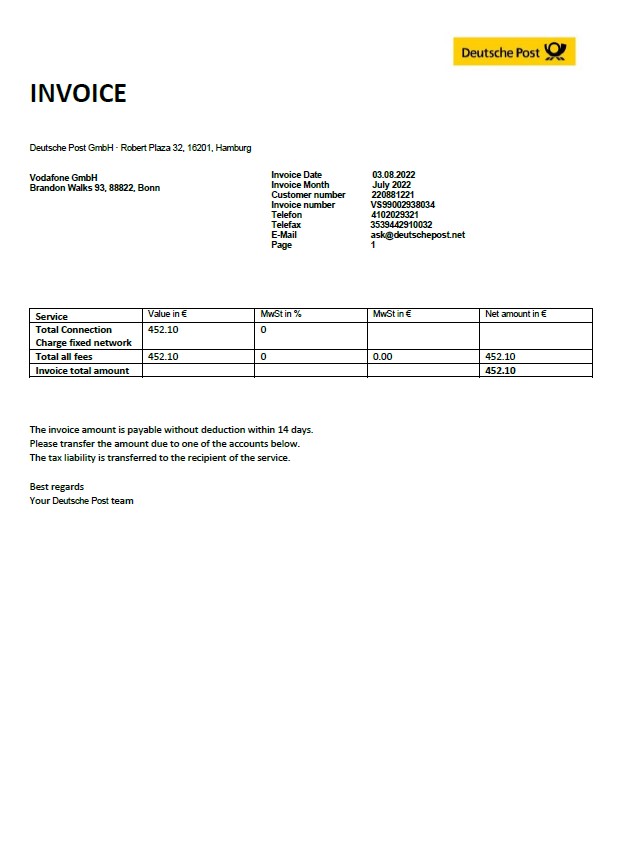 Deutsche Post
INVOICE
Deutsche Post GmbH · Robert Plaza 32, 16201, Hamburg
Vodafone GmbH
Brandon Walks 93, 88822, Bonn
Invoice Date 03.08.2022
Invoice Month July 2022
Customer number 220881221
Invoice number VS99002938034
Telefon 4102029321
Telefax 3539442910032
E-Mail ask@deutschepost.net
Page 1
Service Value in € MwSt in % MwSt in € Net amount in €
Total Connection 452.10 0
Charge fixed network
Total all fees 452.10 0 0.00 452.10
Invoice total amount 452.10
The invoice amount is payable without deduction within 14 days.
Please transfer the amount due to one of the accounts below.
The tax liability is transferred to the recipient of the service.
Best regards
Your Deutsche Post team